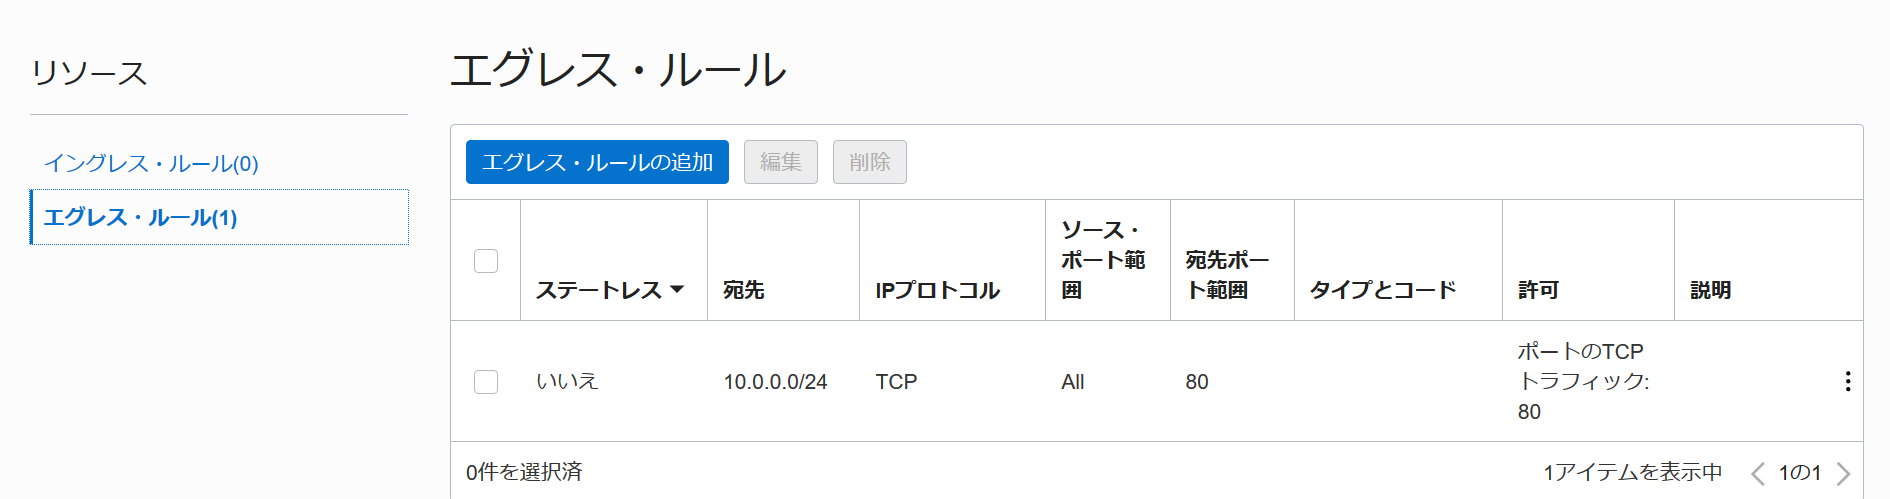 リソース
イングレス・ルール(0)
エグレス・ルール(1)
エグレス・ルール
エグレス・ルールの追加 編集 削除
ステートレス 宛先 IPプロトコル ソース・ポート範囲 宛先ポート範囲 タイプとコード 許可 説明
いいえ 10.0.0.0/24 TCP All 80 ポートのTCPトラフィック: 80
0件を選択済 1アイテムを表示中 1の1